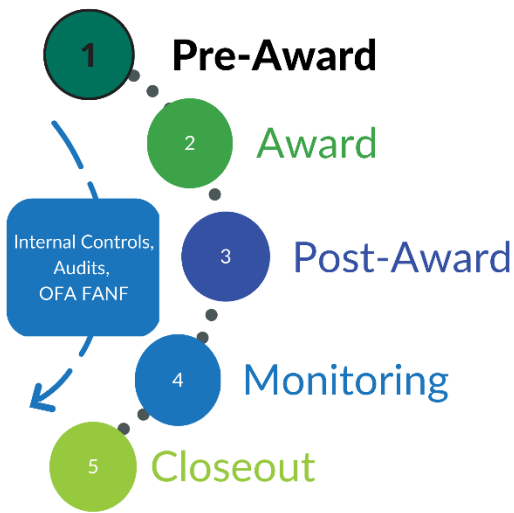 1 Pre-Award
2 Award
Internal Controls,
Audits,
OFA FANF
3 Post-Award
4 Monitoring
5 Closeout